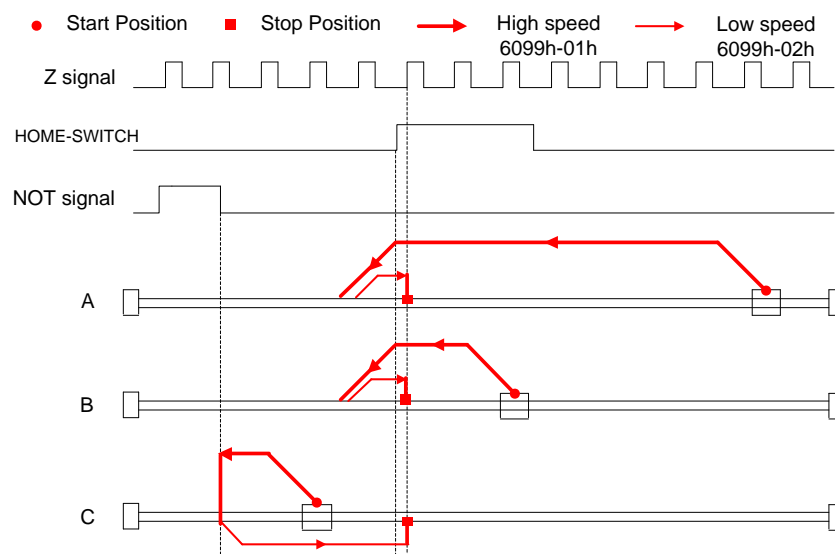 Start Position Stop Position High speed Low speed
6099h-01h 6099h-02h
Z signal
HOME-SWITCH
NOT signal
A
B
C